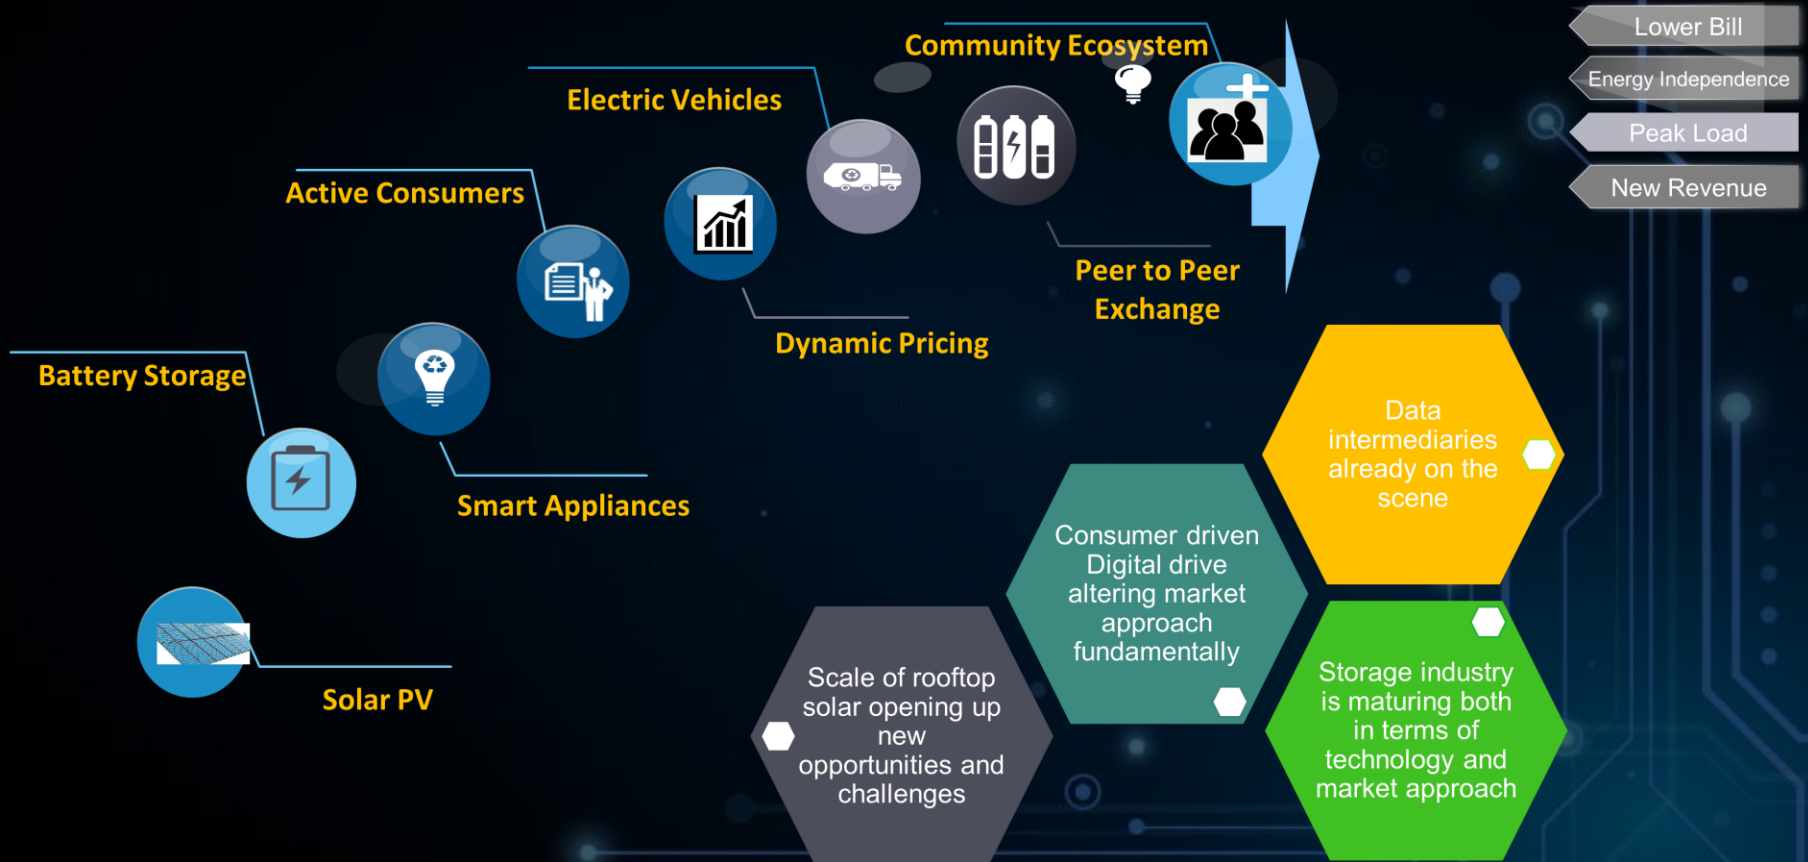 Community Ecosystem
Electric Vehicles
Active Consumers
Peer to Peer
Exchange
Dynamic Pricing
Battery Storage
Smart Appliances
Solar PV
Lower Bill
Energy Independence
Peak Load
New Revenue
Data
intermediaries
already on the
scene
Consumer driven
Digital drive
altering market
approach
fundamentally
Scale of rooftop
solar opening up
new
opportunities and
challenges
Storage industry
is maturing both
in terms of
technology and
market approach